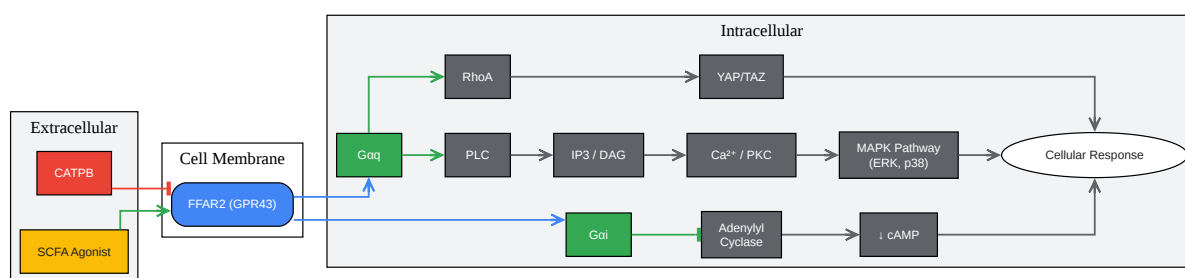 Intracellular
RhoA
YAP/TAZ
Extracellular
Cell Membrane
CATPB
FFAR2 (GPR43)
SCFA Agonist
Gαq
PLC
IP3 / DAG
Ca²⁺ / PKC
MAPK Pathway
(ERK, p38)
Cellular Response
Gαi
Adenylyl
Cyclase
↓ cAMP